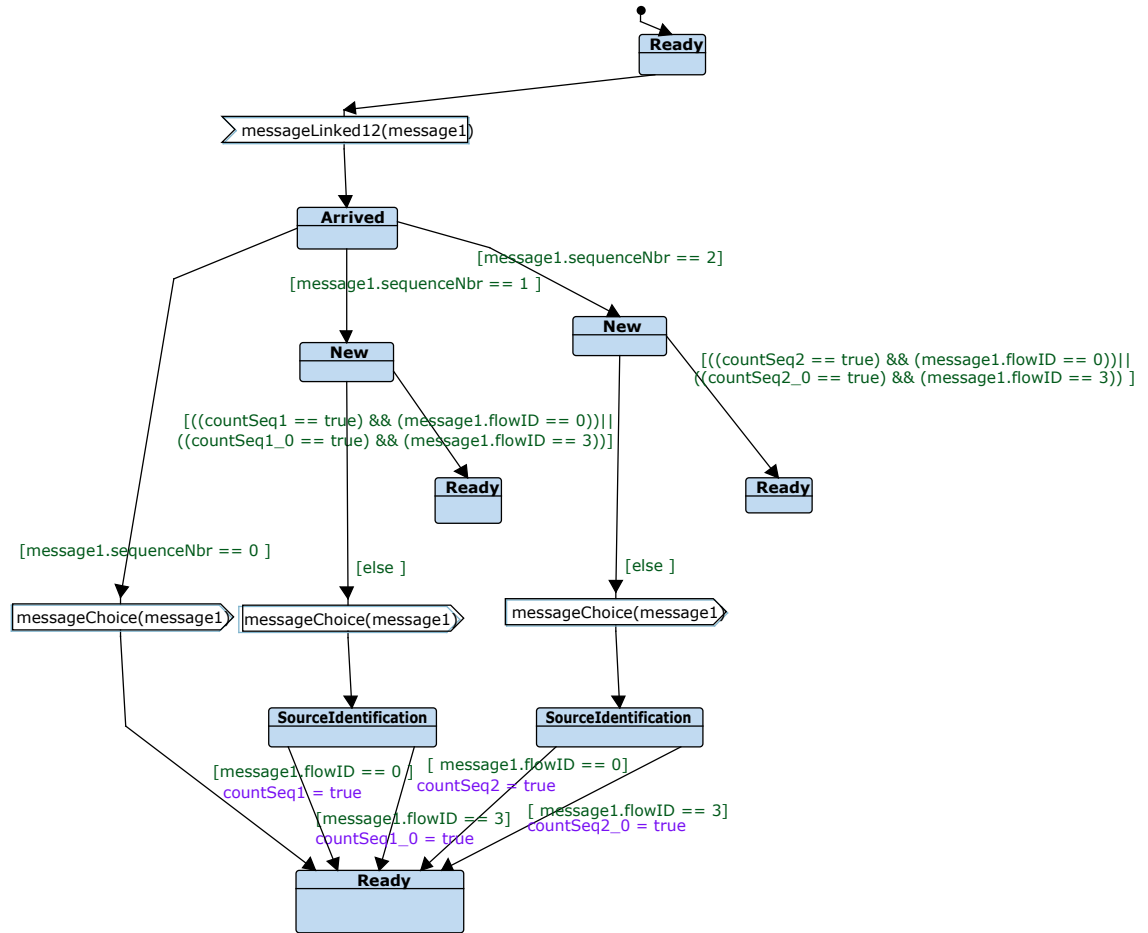 Ready
messageLinked12(message1)
Arrived
[message1.sequenceNbr == 2]
[message1.sequenceNbr == 1 ]
New
New
[((countSeq2 == true) && (message1.flowID == 0))||
((countSeq2_0 == true) && (message1.flowID == 3)) ]
[((countSeq1 == true) && (message1.flowID == 0))||
((countSeq1_0 == true) && (message1.flowID == 3))]
Ready
Ready
[message1.sequenceNbr == 0 ]
[else ]
[else ]
messageChoice(message1)
messageChoice(message1)
messageChoice(message1)
SourceIdentification
SourceIdentification
[message1.flowID == 0 ]
countSeq1 = true
[ message1.flowID == 0]
countSeq2 = true
[message1.flowID == 3]
countSeq1_0 = true
[ message1.flowID == 3]
countSeq2_0 = true
Ready